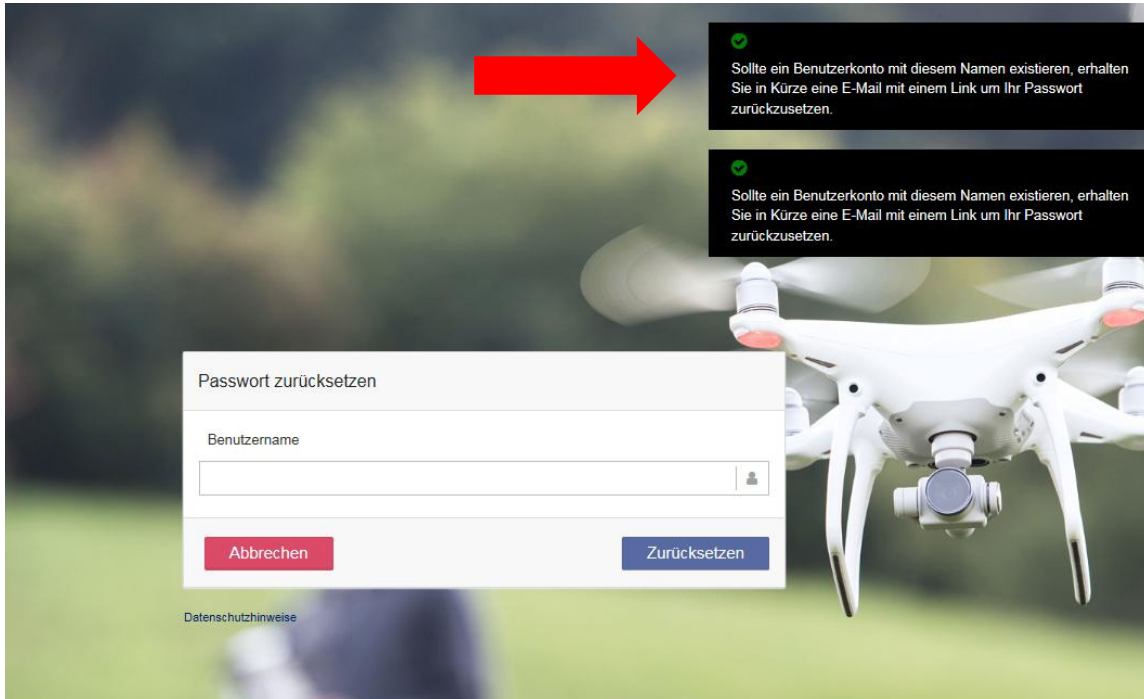 Sollte ein Benutzerkonto mit diesem Namen existieren, erhalten
Sie in Kürze eine E-Mail mit einem Link um Ihr Passwort
zurückzusetzen.
Sollte ein Benutzerkonto mit diesem Namen existieren, erhalten
Sie in Kürze eine E-Mail mit einem Link um Ihr Passwort
zurückzusetzen.
Passwort zurücksetzen
Benutzername
Abbrechen
Zurücksetzen
Datenschutzhinweise